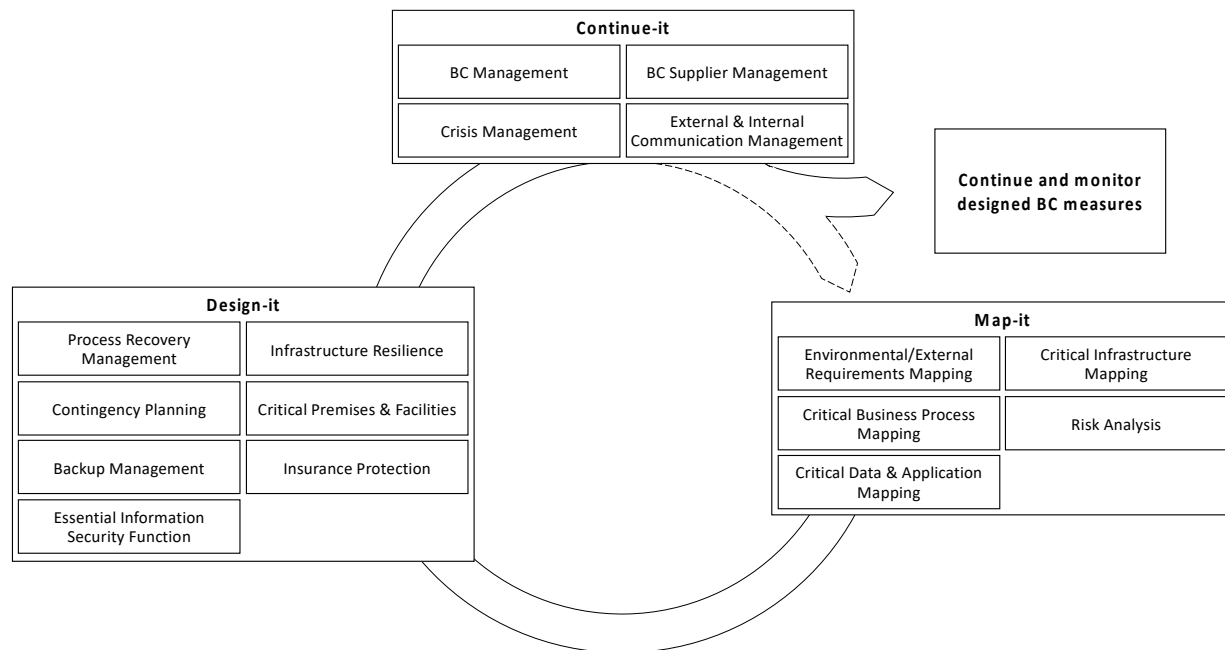 Continue-it
BC Management
BC Supplier Management
Crisis Management
External & Internal
Communication Management
Continue and monitor
designed BC measures
Design-it
Process Recovery
Management
Infrastructure Resilience
Contingency Planning
Critical Premises & Facilities
Backup Management
Insurance Protection
Essential Information
Security Function
Map-it
Environmental/External
Requirements Mapping
Critical Infrastructure
Mapping
Critical Business Process
Mapping
Risk Analysis
Critical Data & Application
Mapping